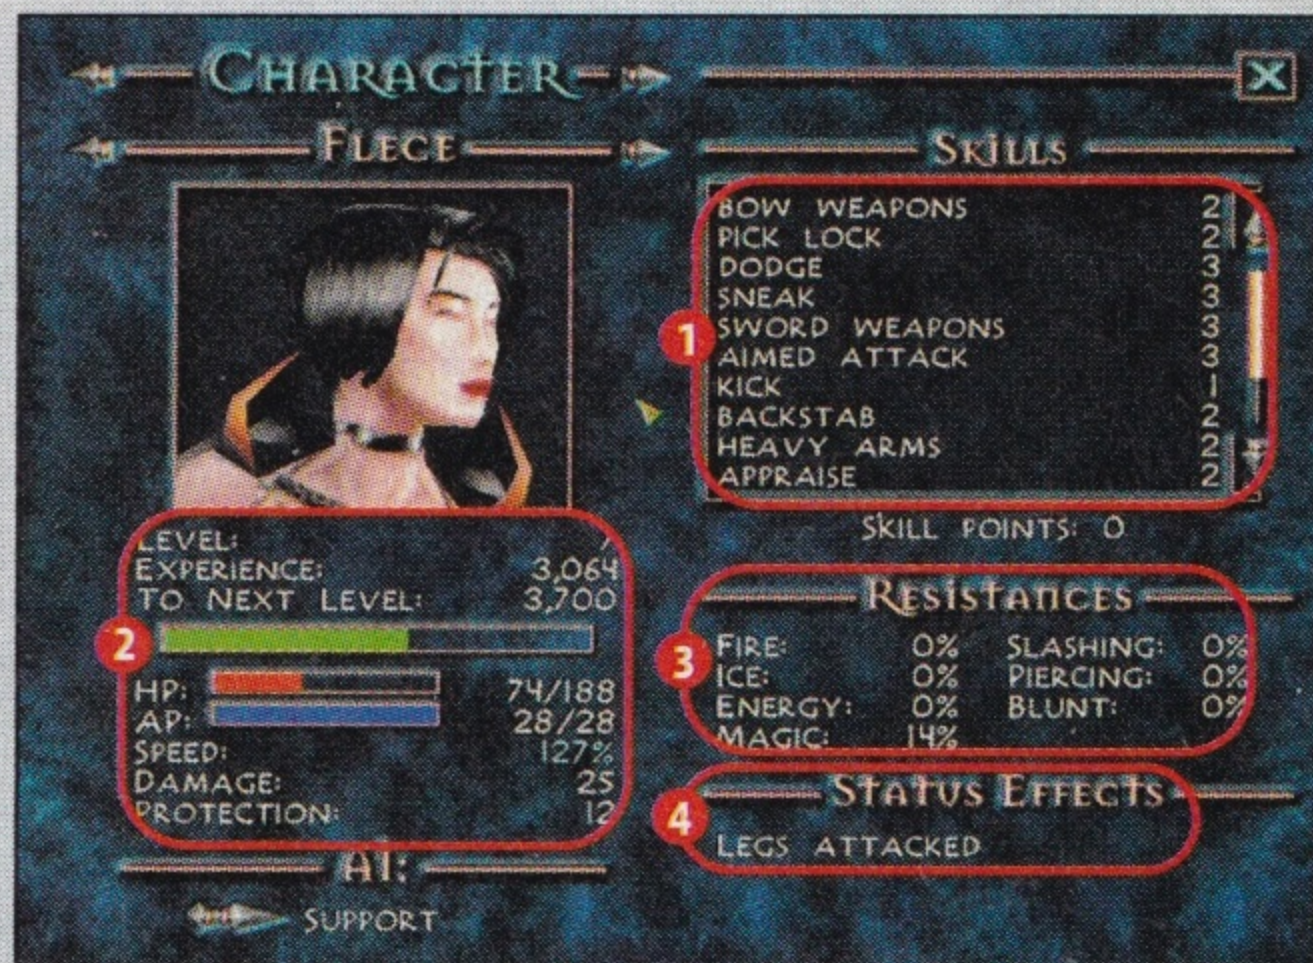 CHARACTER
X
FLECE
LEVEL: 7
EXPERIENCE: 3,064
TO NEXT LEVEL: 3,700
2
HP: 74/188
AP: 28/28
SPEED: 127%
DAMAGE: 25
PROTECTION: 12
AI:
SUPPORT
SKILLS
BOW WEAPONS 2
PICK LOCK 2
DODGE 3
SNEAK 3
1
SWORD WEAPONS 3
AIMED ATTACK 3
KICK 1
BACKSTAB 2
HEAVY ARMS 2
APPRAISE 2
SKILL POINTS: 0
RESISTANCES
3
FIRE: 0% SLASHING: 0%
ICE: 0% PIERCING: 0%
ENERGY: 0% BLUNT: 0%
MAGIC: 14%
STATUS EFFECTS
4
LEGS ATTACKED